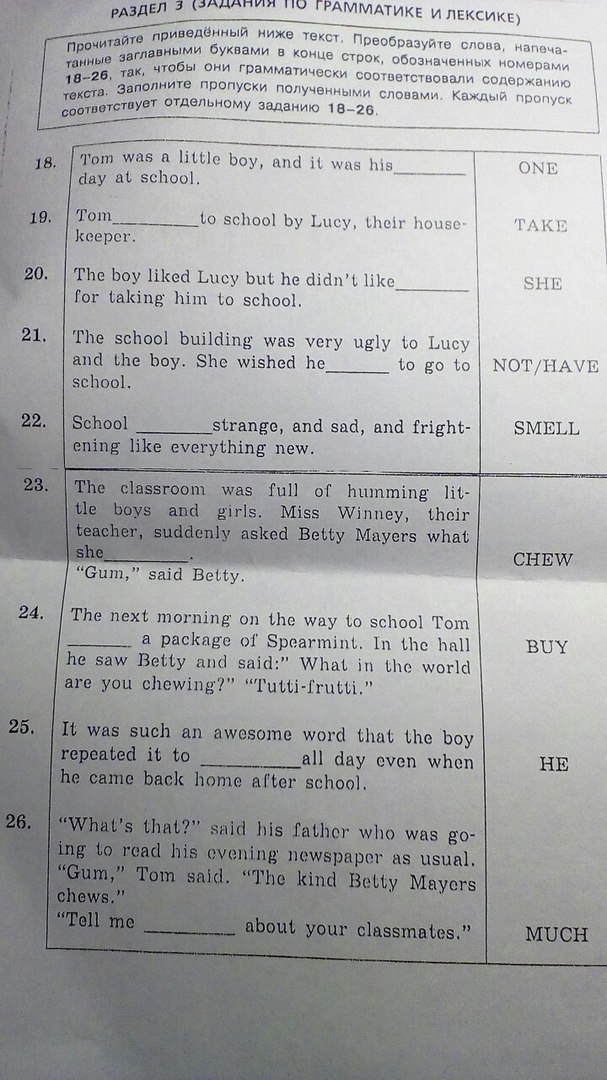 РАЗДЕЛ 3 (ЗАДАНИЯ ПО ГРАММАТИКЕ И ЛЕКСИКЕ)
Прочитайте приведённый ниже текст. Преобразуйте слова, напеча-
танные заглавными буквами в конце строк, обозначенных номерами
18–26, так, чтобы они грамматически соответствовали содержанию
текста. Заполните пропуски полученными словами. Каждый пропуск
соответствует отдельному заданию 18–26.
18. Tom was a little boy, and it was his________ ONE
day at school.
19. Tom_________to school by Lucy, their house- TAKE
keeper.
20. The boy liked Lucy but he didn't like________ SHE
for taking him to school.
21. The school building was very ugly to Lucy
and the boy. She wished he_______ to go to NOT/HAVE
school.
22. School ________strange, and sad, and fright- SMELL
ening like everything new.
23. The classroom was full of humming lit-
tle boys and girls. Miss Winney, their
teacher, suddenly asked Betty Mayers what
she_________. CHEW
"Gum," said Betty.
24. The next morning on the way to school Tom
_______ a package of Spearmint. In the hall BUY
he saw Betty and said:" What in the world
are you chewing?" "Tutti-frutti."
25. It was such an awesome word that the boy
repeated it to __________all day even when HE
he came back home after school.
26. "What's that?" said his father who was go-
ing to read his evening newspaper as usual.
"Gum," Tom said. "The kind Betty Mayers
chews."
"Tell me _________ about your classmates." MUCH